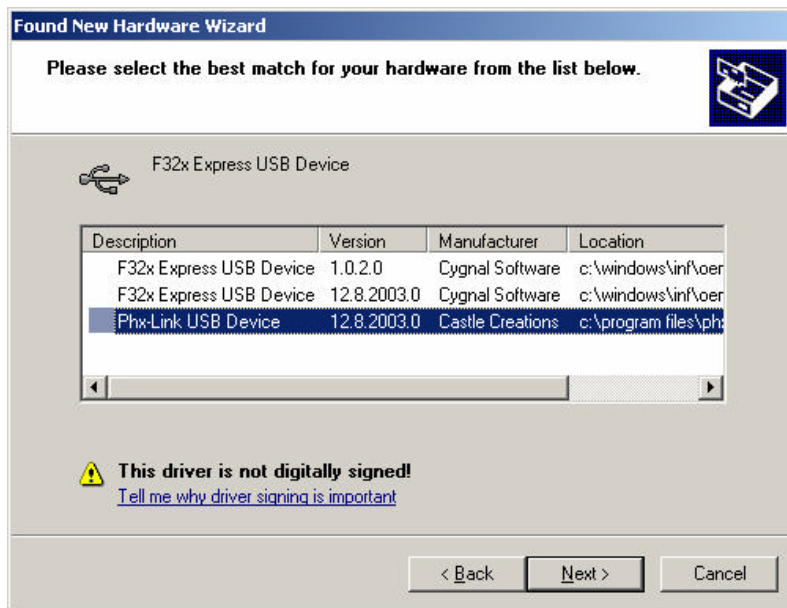 Found New Hardware Wizard
Please select the best match for your hardware from the list below.
F32x Express USB Device
Description Version Manufacturer Location
F32x Express USB Device 1.0.2.0 Cygnal Software c:\windows\inf\oer
F32x Express USB Device 12.8.2003.0 Cygnal Software c:\windows\inf\oer
Phx-Link USB Device 12.8.2003.0 Castle Creations c:\program files\ph
This driver is not digitally signed!
Tell me why driver signing is important
< Back Next > Cancel